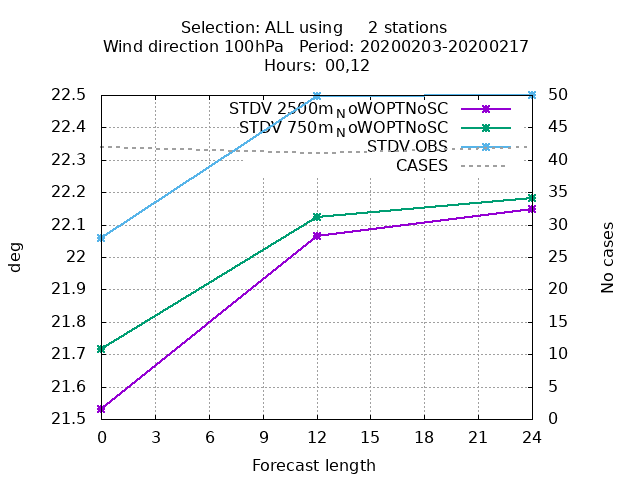 Selection: ALL using     2 stations
Wind direction 100hPa   Period: 20200203-20200217
Hours: 00,12
STDV 2500m_NoWOPTNoSC
STDV 750m_NoWOPTNoSC
STDV OBS
CASES
22.5
22.4
22.3
22.2
22.1
22
21.9
21.8
21.7
21.6
21.5
deg
50
45
40
35
30
25
20
15
10
5
0
No cases
0 3 6 9 12 15 18 21 24
Forecast length